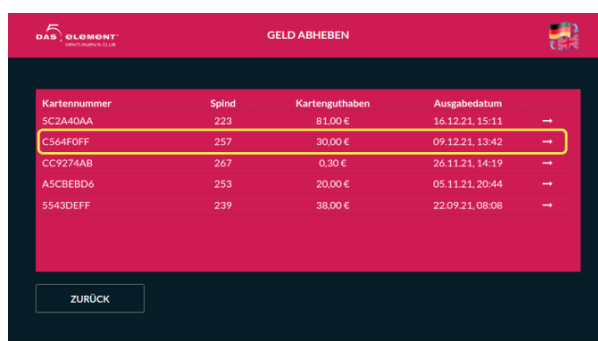 DAS 5 ELEMENT
GENTLEMEN'S CLUB
GELD ABHEBEN
Kartennummer Spind Kartenguthaben Ausgabedatum
5C2A40AA 223 81,00 € 16.12.21, 15:11 →
C564F0FF 257 30,00 € 09.12.21, 13:42 →
CC9274AB 267 0,30 € 26.11.21, 14:19 →
A5CBEBD6 253 20,00 € 05.11.21, 20:44 →
5543DEFF 239 38,00 € 22.09.21, 08:08 →
ZURÜCK